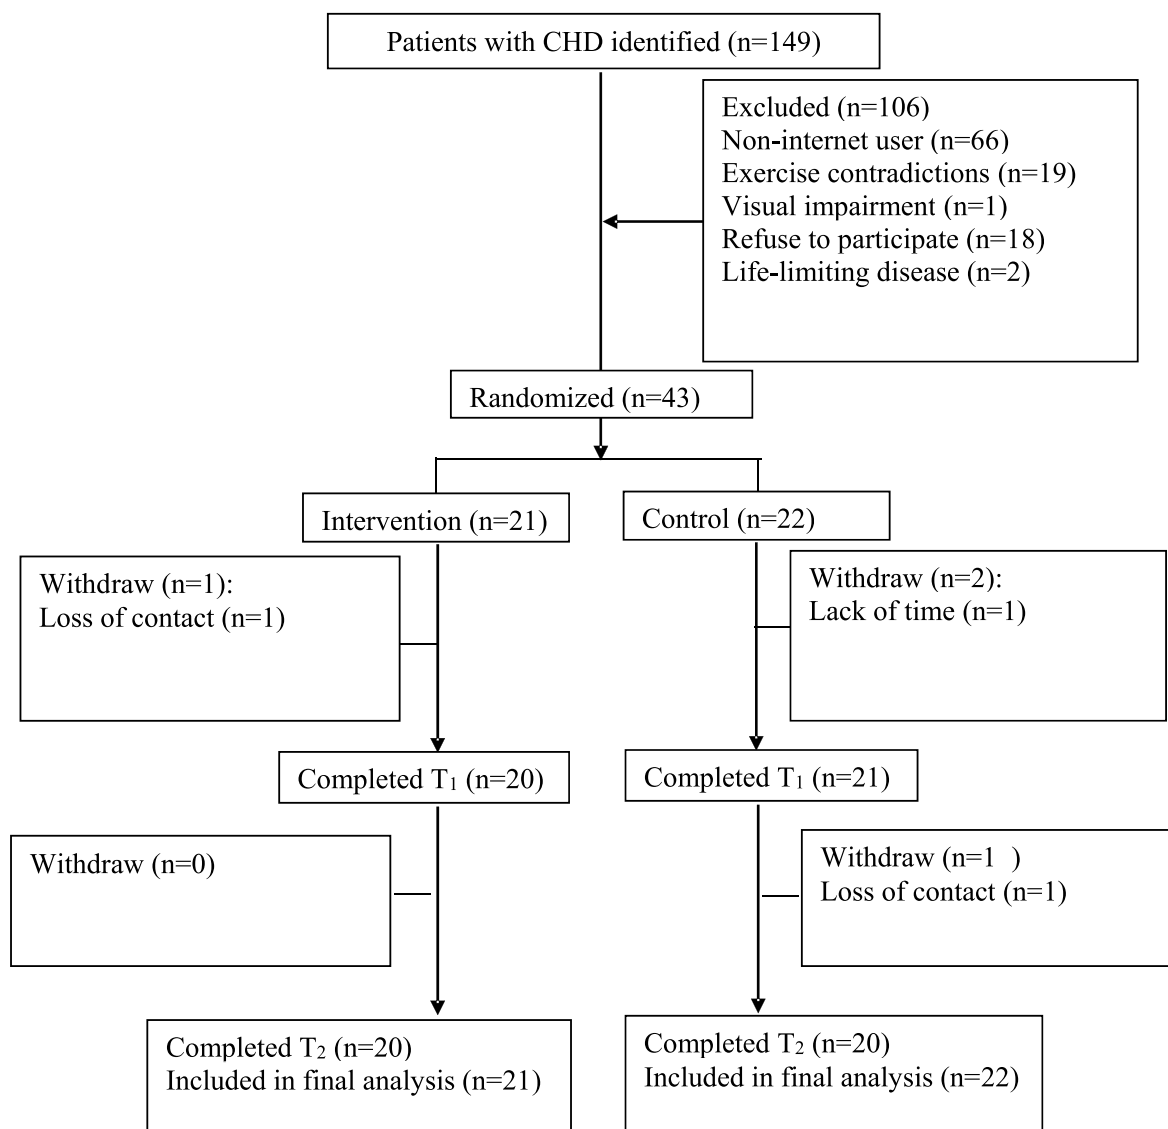 Patients with CHD identified (n=149)
Excluded (n=106)
Non-internet user (n=66)
Exercise contradictions (n=19)
Visual impairment (n=1)
Refuse to participate (n=18)
Life-limiting disease (n=2)
Randomized (n=43)
Intervention (n=21)
Control (n=22)
Withdraw (n=1):
Loss of contact (n=1)
Withdraw (n=2):
Lack of time (n=1)
Completed T₁ (n=20)
Completed T₁ (n=21)
Withdraw (n=0)
Withdraw (n=1 )
Loss of contact (n=1)
Completed T₂ (n=20)
Included in final analysis (n=21)
Completed T₂ (n=20)
Included in final analysis (n=22)